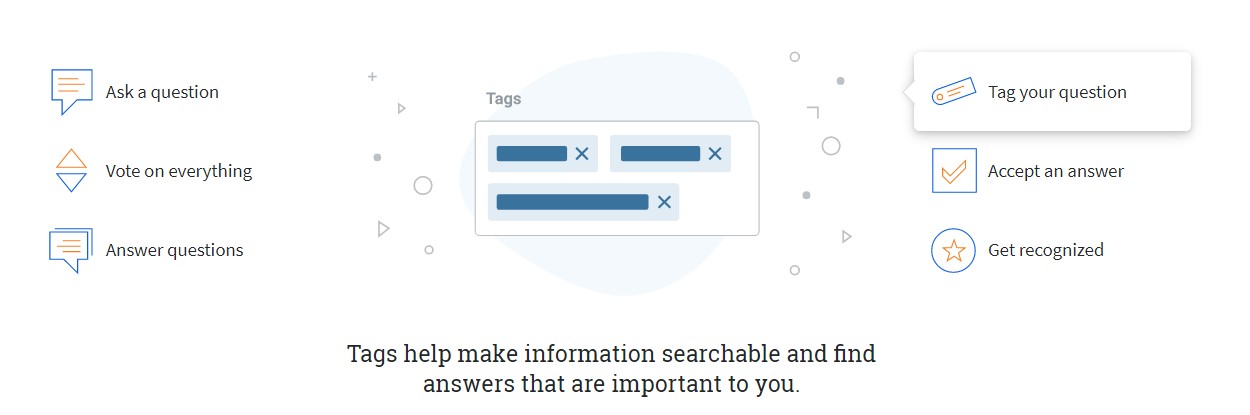 Ask a question
Vote on everything
Answer questions
Tags
Tag your question
Accept an answer
Get recognized
Tags help make information searchable and find
answers that are important to you.